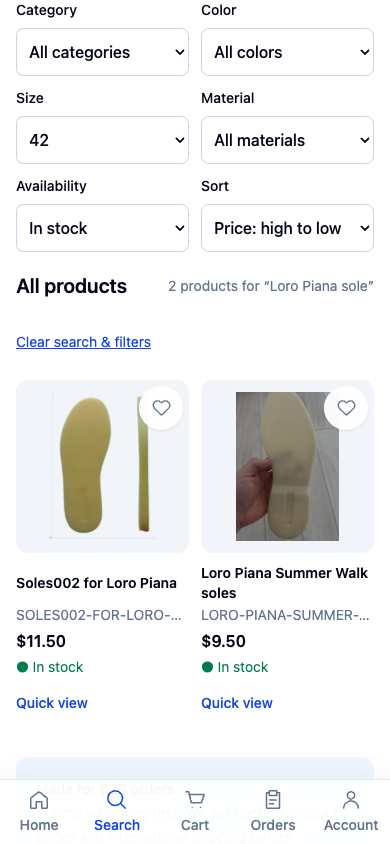 Category Color
All categories All colors
Size Material
42 All materials
Availability Sort
In stock Price: high to low
All products 2 products for “Loro Piana sole”
Clear search & filters
Soles002 for Loro Piana
SOLES002-FOR-LORO-...
$11.50
In stock
Quick view
Loro Piana Summer Walk
soles
LORO-PIANA-SUMMER-...
$9.50
In stock
Quick view
Made for
orders
Home Search Cart Orders Account